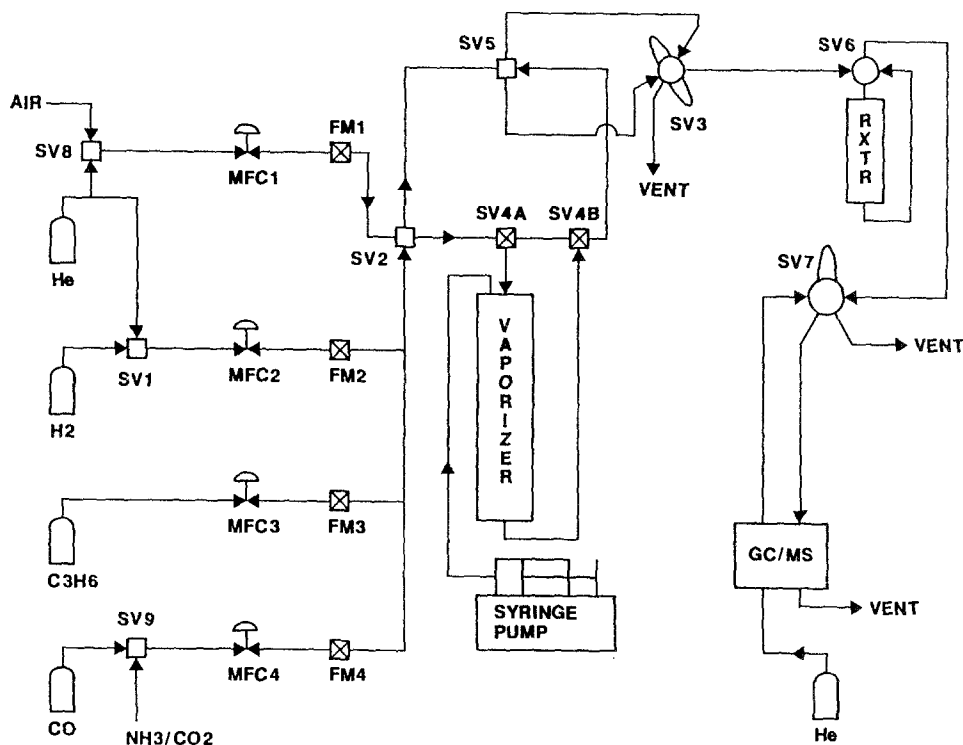 SV5
SV6
AIR
FM1
SV3
SV8
MFC1
VENT
RXTR
SV4A
SV4B
SV2
He
SV7
VAPORIZER
VENT
SV1
MFC2
FM2
H2
MFC3
FM3
C3H6
GC/MS
SV9
VENT
SYRINGE
PUMP
MFC4
FM4
CO
NH3/CO2
He